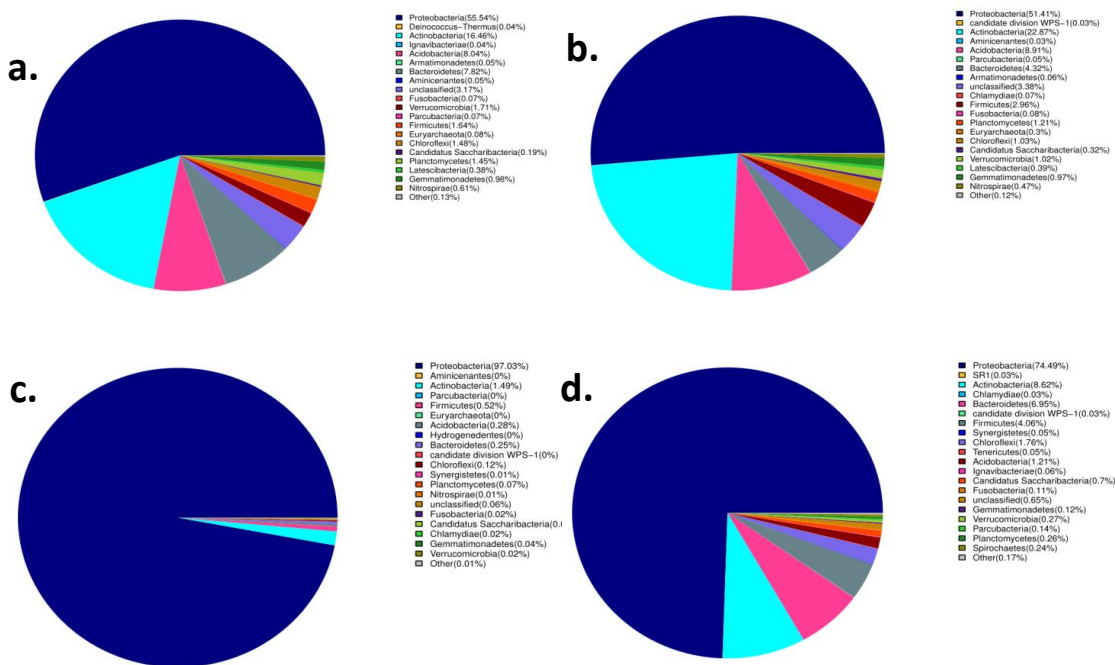 a.
Proteobacteria(55.54%)
Deinococcus-Thermus(0.04%)
Actinobacteria(16.46%)
Ignavibacteriae(0.04%)
Acidobacteria(8.04%)
Armatimonadetes(0.05%)
Bacteroidetes(7.82%)
Aminicenantes(0.05%)
unclassified(3.17%)
Fusobacteria(0.07%)
Verrucomicrobia(1.71%)
Parcubacteria(0.07%)
Firmicutes(1.64%)
Euryarchaeota(0.08%)
Chloroflexi(1.48%)
Candidatus Saccharibacteria(0.19%)
Planctomycetes(1.45%)
Latescibacteria(0.38%)
Gemmatimonadetes(0.98%)
Nitrospirae(0.61%)
Other(0.13%)
b.
Proteobacteria(51.41%)
candidate division WPS-1(0.03%)
Actinobacteria(22.87%)
Aminicenantes(0.03%)
Acidobacteria(8.91%)
Parcubacteria(0.05%)
Bacteroidetes(4.32%)
Armatimonadetes(0.06%)
unclassified(3.38%)
Chlamydiae(0.07%)
Firmicutes(2.96%)
Fusobacteria(0.08%)
Planctomycetes(1.21%)
Euryarchaeota(0.3%)
Chloroflexi(1.03%)
Candidatus Saccharibacteria(0.32%)
Verrucomicrobia(1.02%)
Latescibacteria(0.39%)
Gemmatimonadetes(0.97%)
Nitrospirae(0.47%)
Other(0.12%)
c.
Proteobacteria(97.03%)
Aminicenantes(0%)
Actinobacteria(1.49%)
Parcubacteria(0%)
Firmicutes(0.52%)
Euryarchaeota(0%)
Acidobacteria(0.28%)
Hydrogenedentes(0%)
Bacteroidetes(0.25%)
candidate division WPS-1(0%)
Chloroflexi(0.12%)
Synergistetes(0.01%)
Planctomycetes(0.07%)
Nitrospirae(0.01%)
unclassified(0.06%)
Fusobacteria(0.02%)
Candidatus Saccharibacteria(0.
Chlamydiae(0.02%)
Gemmatimonadetes(0.04%)
Verrucomicrobia(0.02%)
Other(0.01%)
d.
Proteobacteria(74.49%)
SR1(0.03%)
Actinobacteria(8.62%)
Chlamydiae(0.03%)
Bacteroidetes(6.95%)
candidate division WPS-1(0.03%)
Firmicutes(4.06%)
Synergistetes(0.05%)
Chloroflexi(1.76%)
Tenericutes(0.05%)
Acidobacteria(1.21%)
Ignavibacteriae(0.06%)
Candidatus Saccharibacteria(0.7%)
Fusobacteria(0.11%)
unclassified(0.65%)
Gemmatimonadetes(0.12%)
Verrucomicrobia(0.27%)
Parcubacteria(0.14%)
Planctomycetes(0.26%)
Spirochaetes(0.24%)
Other(0.17%)